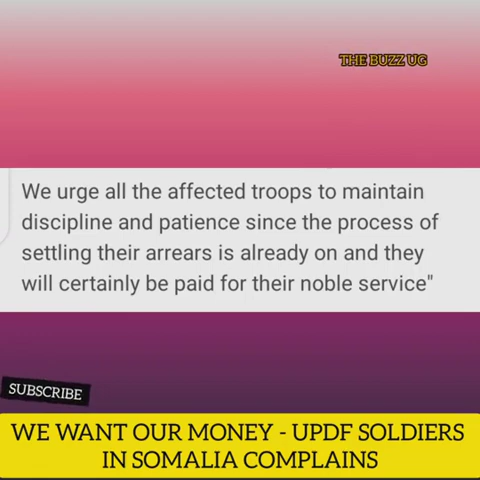 THE BUZZ UG
We urge all the affected troops to maintain
discipline and patience since the process of
settling their arrears is already on and they
will certainly be paid for their noble service"
SUBSCRIBE
WE WANT OUR MONEY - UPDF SOLDIERS
IN SOMALIA COMPLAINS